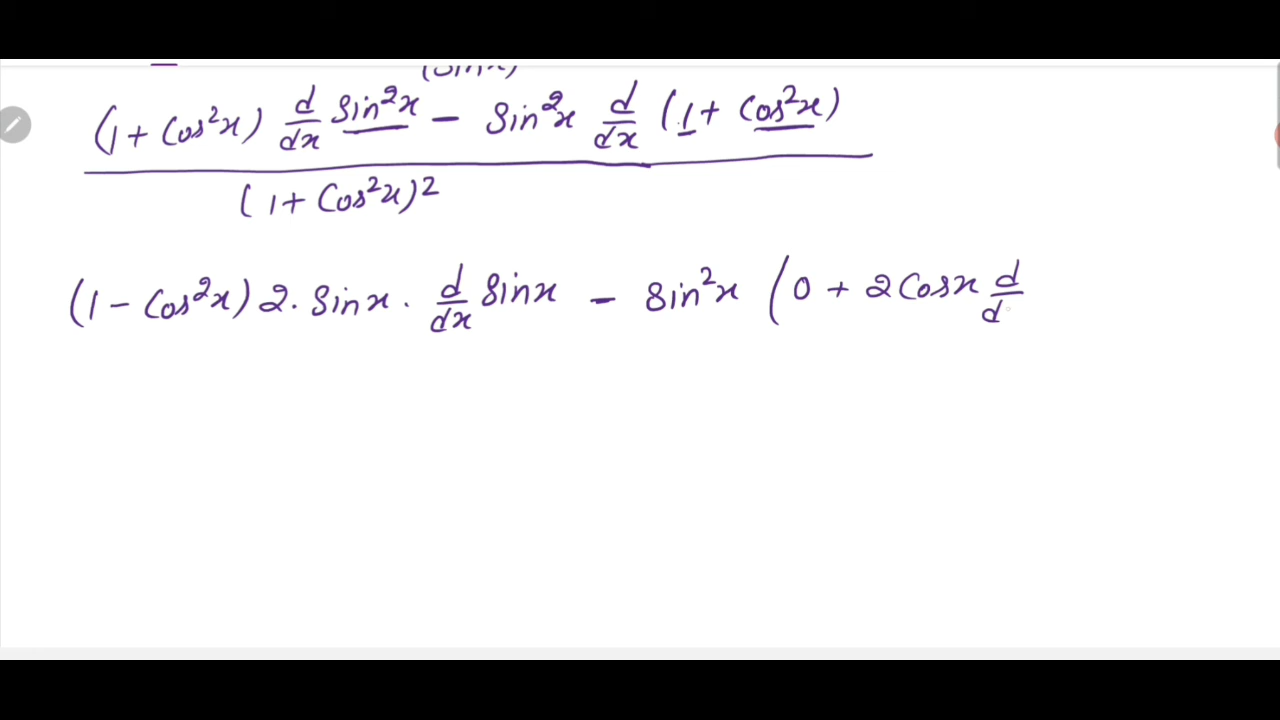 (1 + Cos²x) d/dx Sin²x - Sin²x d/dx (1 + Cos²x)
(1 + Cos²x)²
(1 - Cos²x) 2. Sinx. d/dx Sinx - Sin²x (0 + 2Cosx d/d